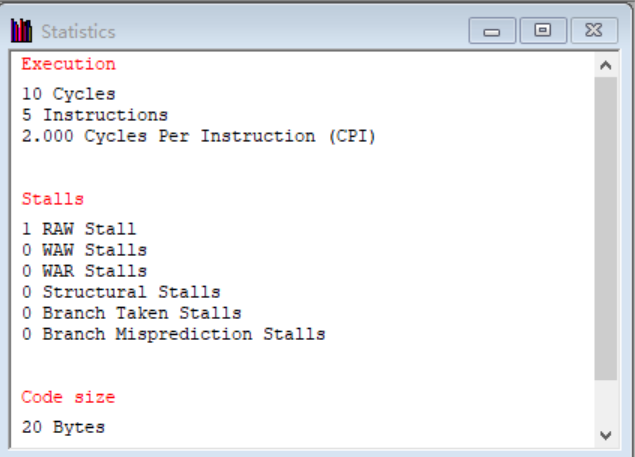 Statistics
Execution
10 Cycles
5 Instructions
2.000 Cycles Per Instruction (CPI)
Stalls
1 RAW Stall
0 WAW Stalls
0 WAR Stalls
0 Structural Stalls
0 Branch Taken Stalls
0 Branch Misprediction Stalls
Code size
20 Bytes